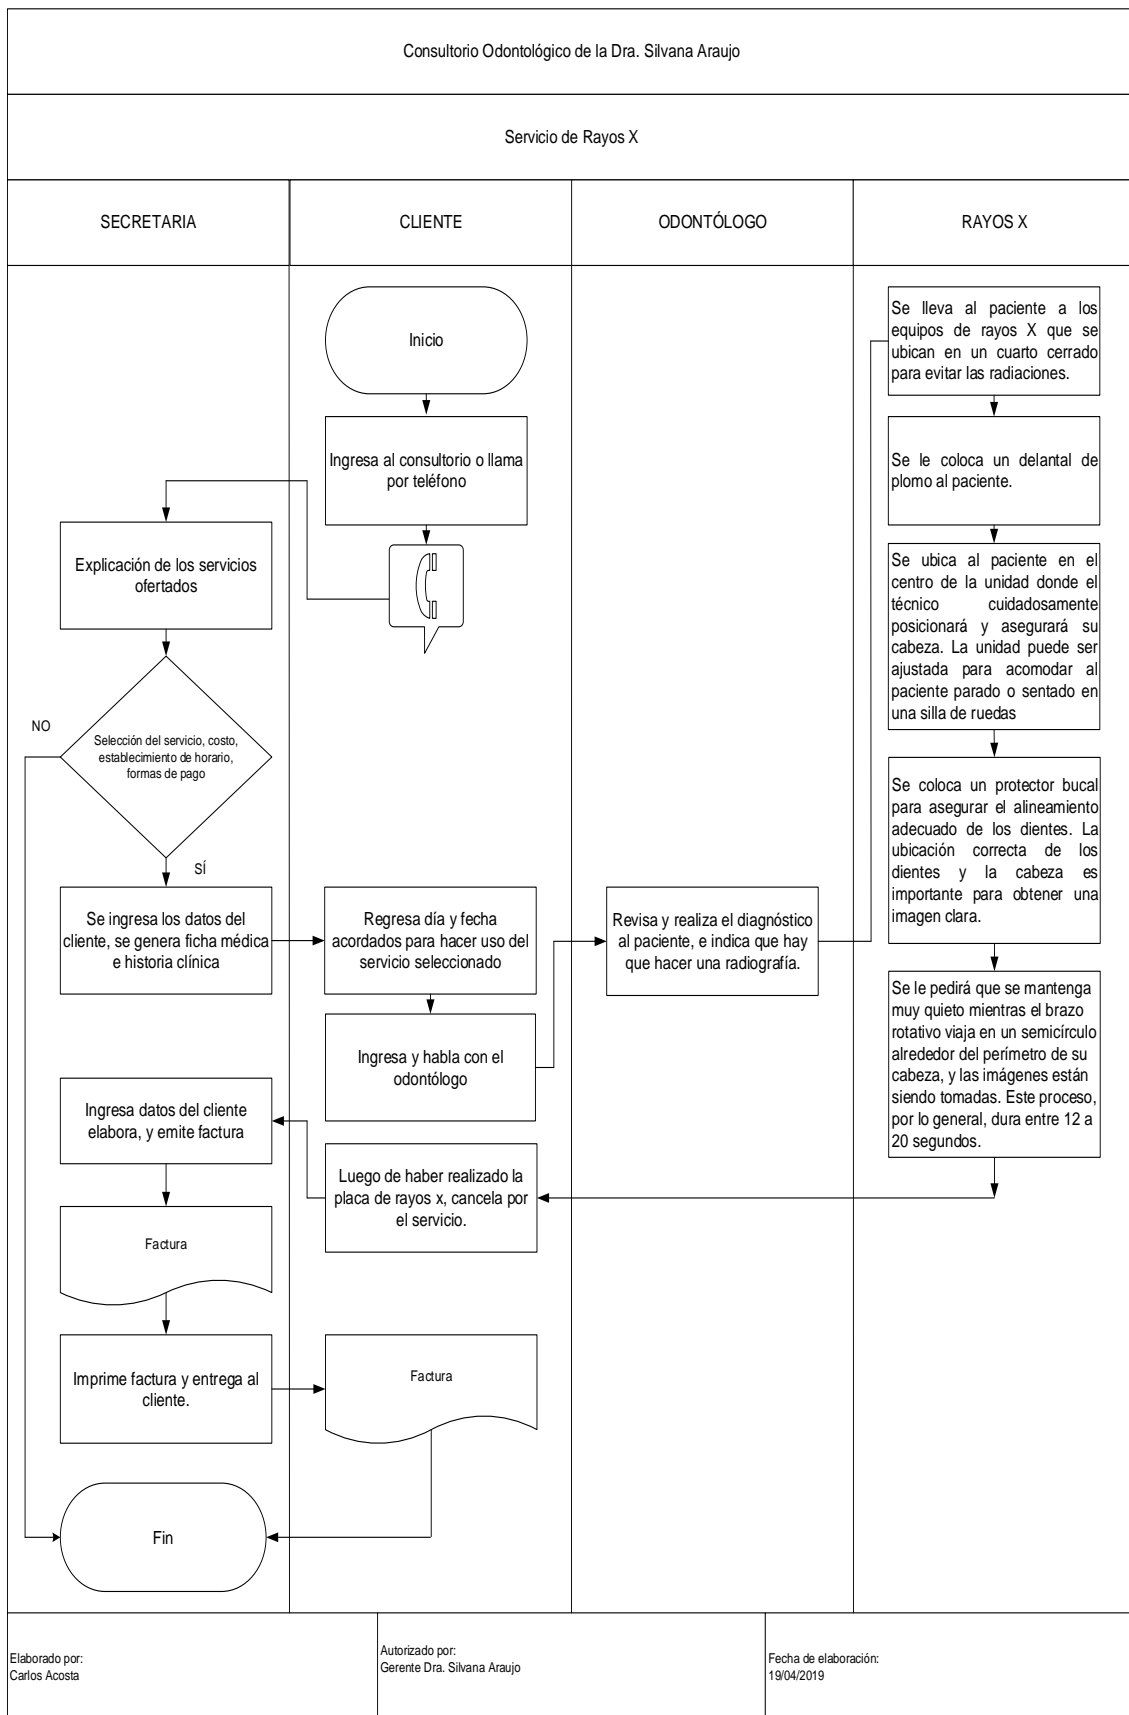 Consultorio Odontológico de la Dra. Silvana Araujo
Servicio de Rayos X
SECRETARIA
CLIENTE
ODONTÓLOGO
RAYOS X
Inicio
Ingresa al consultorio o llama
por teléfono
Explicación de los servicios
ofertados
NO
Selección del servicio, costo,
establecimiento de horario,
formas de pago
SÍ
Se ingresa los datos del
cliente, se genera ficha médica
e historia clínica
Regresa día y fecha
acordados para hacer uso del
servicio seleccionado
Ingresa y habla con el
odontólogo
Revisa y realiza el diagnóstico
al paciente, e indica que hay
que hacer una radiografía.
Se lleva al paciente a los
equipos de rayos X que se
ubican en un cuarto cerrado
para evitar las radiaciones.
Se le coloca un delantal de
plomo al paciente.
Se ubica al paciente en el
centro de la unidad donde el
técnico cuidadosamente
posicionará y asegurará su
cabeza. La unidad puede ser
ajustada para acomodar al
paciente parado o sentado en
una silla de ruedas
Se coloca un protector bucal
para asegurar el alineamiento
adecuado de los dientes. La
ubicación correcta de los
dientes y la cabeza es
importante para obtener una
imagen clara.
Se le pedirá que se mantenga
muy quieto mientras el brazo
rotativo viaja en un semicírculo
alrededor del perímetro de su
cabeza, y las imágenes están
siendo tomadas. Este proceso,
por lo general, dura entre 12 a
20 segundos.
Luego de haber realizado la
placa de rayos x, cancela por
el servicio.
Ingresa datos del cliente
elabora, y emite factura
Factura
Imprime factura y entrega al
cliente.
Factura
Fin
Elaborado por:
Carlos Acosta
Autorizado por:
Gerente Dra. Silvana Araujo
Fecha de elaboración:
19/04/2019